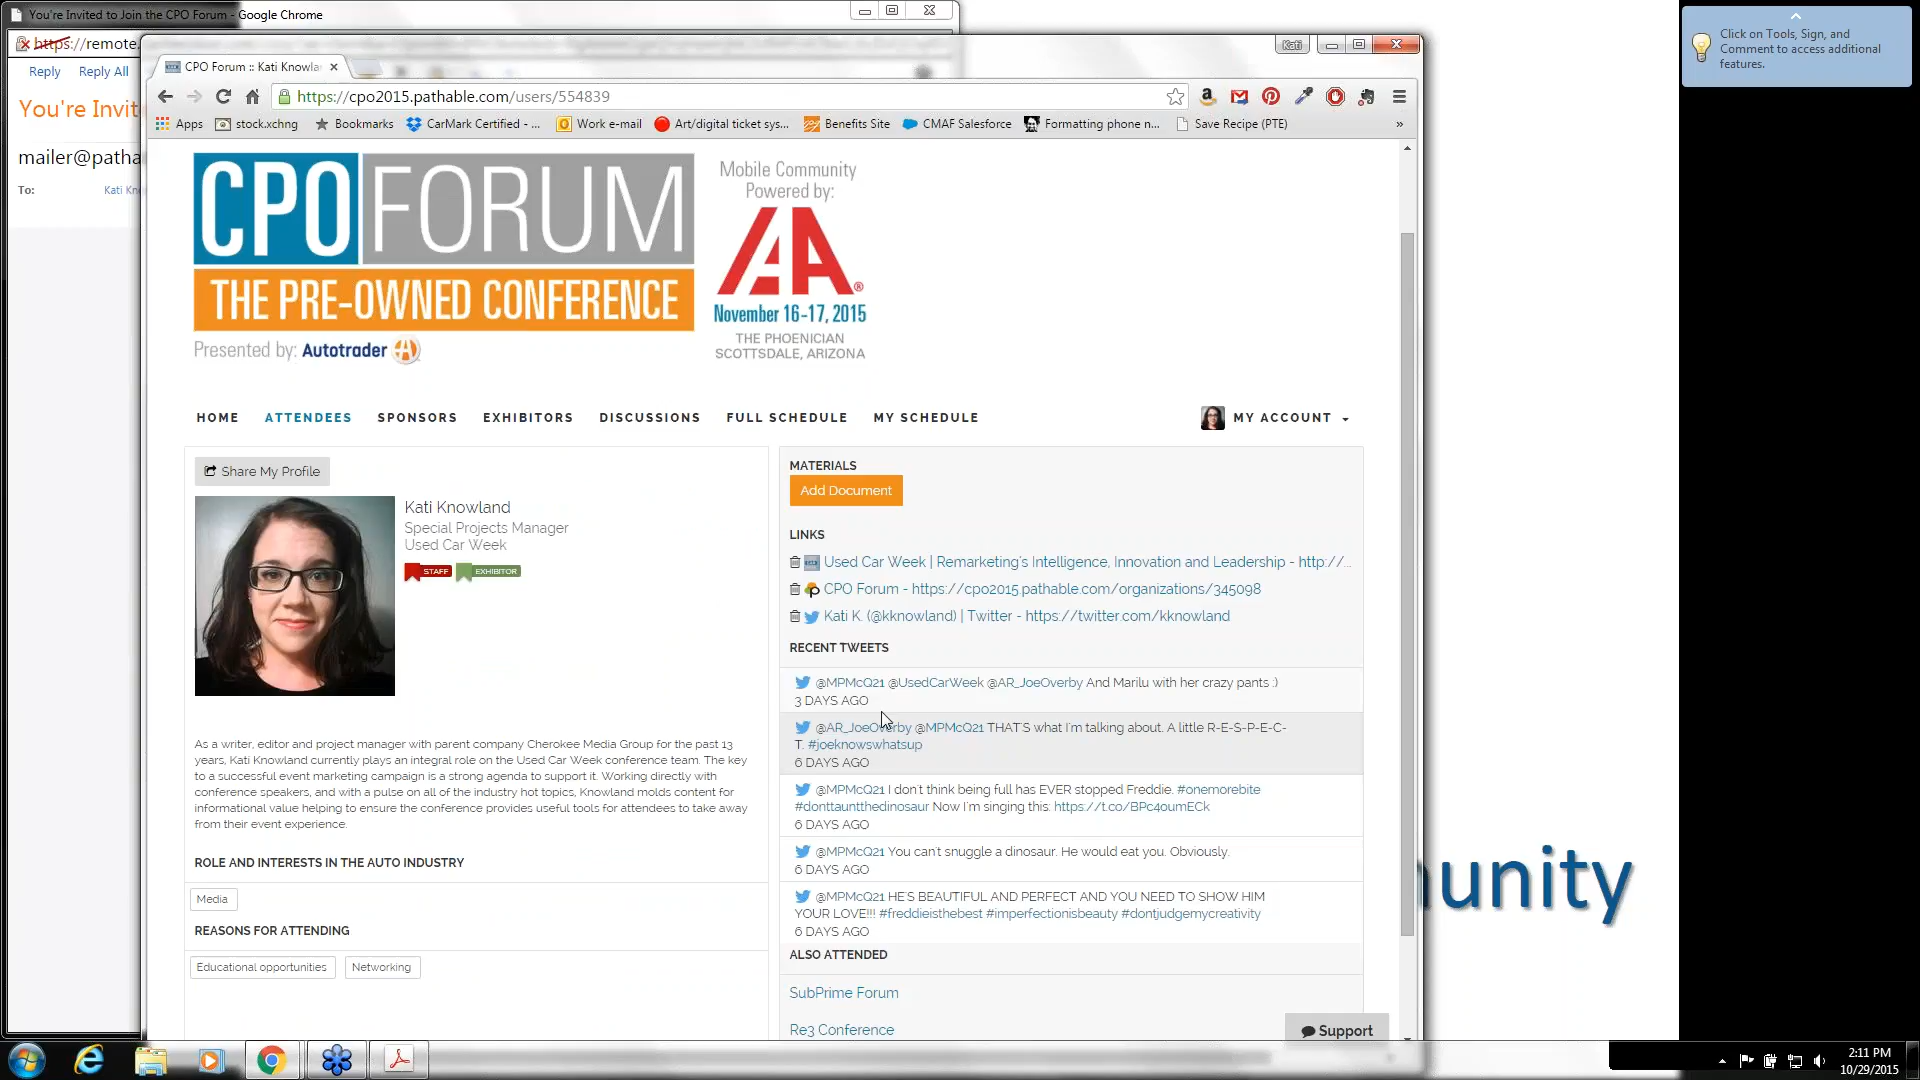 You're Invited to Join the CPO Forum - Google Chrome
https://remote.
Reply Reply All
You're Invit
mailer@patha
To: Kati Kno
Kati
CPO Forum :: Kati Knowla
https://cpo2015.pathable.com/users/554839
Apps stock.xchng Bookmarks CarMark Certified - ... Work e-mail Art/digital ticket sys... Benefits Site CMAF Salesforce Formatting phone n... Save Recipe (PTE) »
CPO FORUM
THE PRE-OWNED CONFERENCE
Presented by: Autotrader
Mobile Community
Powered by:
AA®
November 16-17, 2015
THE PHOENICIAN
SCOTTSDALE, ARIZONA
HOME ATTENDEES SPONSORS EXHIBITORS DISCUSSIONS FULL SCHEDULE MY SCHEDULE MY ACCOUNT
Share My Profile
Kati Knowland
Special Projects Manager
Used Car Week
STAFF EXHIBITOR
As a writer, editor and project manager with parent company Cherokee Media Group for the past 13
years, Kati Knowland currently plays an integral role on the Used Car Week conference team. The key
to a successful event marketing campaign is a strong agenda to support it. Working directly with
conference speakers, and with a pulse on all of the industry hot topics, Knowland molds content for
informational value helping to ensure the conference provides useful tools for attendees to take away
from their event experience.
ROLE AND INTERESTS IN THE AUTO INDUSTRY
Media
REASONS FOR ATTENDING
Educational opportunities Networking
MATERIALS
Add Document
LINKS
Used Car Week | Remarketing's Intelligence, Innovation and Leadership - http://...
CPO Forum - https://cpo2015.pathable.com/organizations/345098
Kati K. (@kknowland) | Twitter - https://twitter.com/kknowland
RECENT TWEETS
@MPMcQ21 @UsedCarWeek @AR_JoeOverby And Marilu with her crazy pants :)
3 DAYS AGO
@AR_JoeOverby @MPMcQ21 THAT'S what I'm talking about. A little R-E-S-P-E-C-
T. #joeknowswhatsup
6 DAYS AGO
@MPMcQ21 I don't think being full has EVER stopped Freddie. #onemorebite
#donttauntthedinosaur Now I'm singing this: https://t.co/BPc4oumECk
6 DAYS AGO
@MPMcQ21 You can't snuggle a dinosaur. He would eat you. Obviously.
6 DAYS AGO
@MPMcQ21 HE'S BEAUTIFUL AND PERFECT AND YOU NEED TO SHOW HIM
YOUR LOVE!!! #freddieisthebest #imperfectionisbeauty #dontjudgemycreativity
6 DAYS AGO
ALSO ATTENDED
SubPrime Forum
Re3 Conference
Support
Click on Tools, Sign, and
Comment to access additional
features.
unity
2:11 PM
10/29/2015